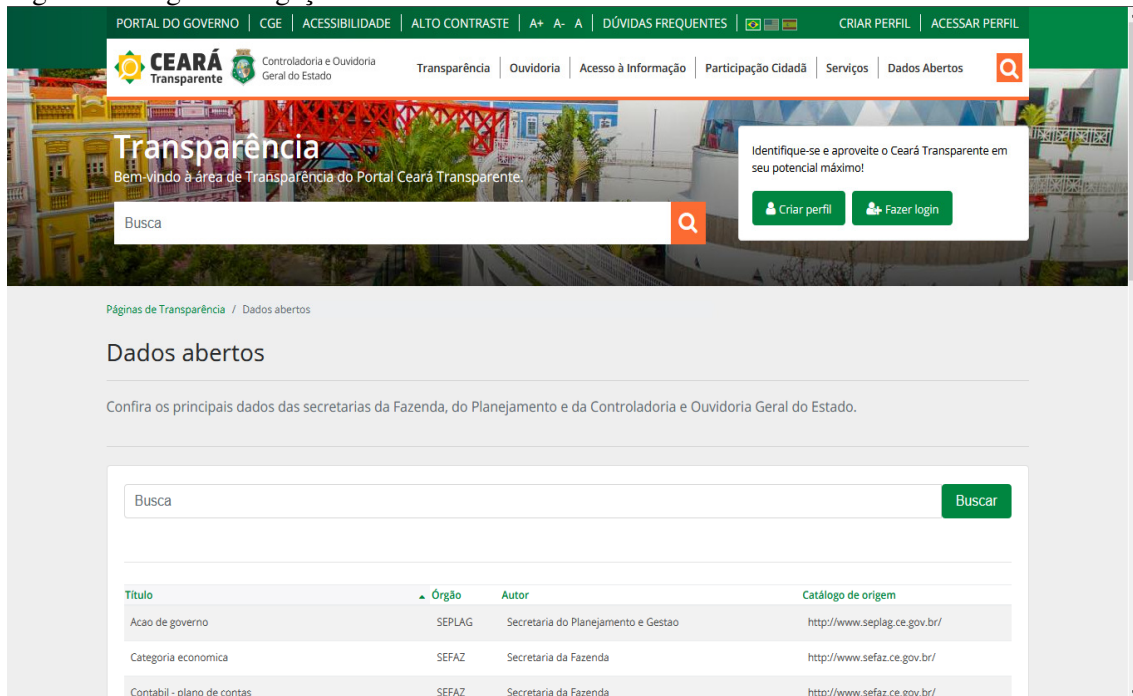 PORTAL DO GOVERNO | CGE | ACESSIBILIDADE | ALTO CONTRASTE | A+ A- A | DÚVIDAS FREQUENTES | CRIAR PERFIL | ACESSAR PERFIL
CEARÁ
Transparente
Controladoria e Ouvidoria
Geral do Estado
Transparência | Ouvidoria | Acesso à Informação | Participação Cidadã | Serviços | Dados Abertos
Transparência
Bem-vindo à área de Transparência do Portal Ceará Transparente.
Busca
Identifique-se e aproveite o Ceará Transparente em
seu potencial máximo!
Criar perfil Fazer login
Páginas de Transparência / Dados abertos
Dados abertos
Confira os principais dados das secretarias da Fazenda, do Planejamento e da Controladoria e Ouvidoria Geral do Estado.
Busca Buscar
Título Órgão Autor Catálogo de origem
Acao de governo SEPLAG Secretaria do Planejamento e Gestao http://www.seplag.ce.gov.br/
Categoria economica SEFAZ Secretaria da Fazenda http://www.sefaz.ce.gov.br/
Contabil - plano de contas SEFAZ Secretaria da Fazenda http://www.sefaz.ce.gov.br/